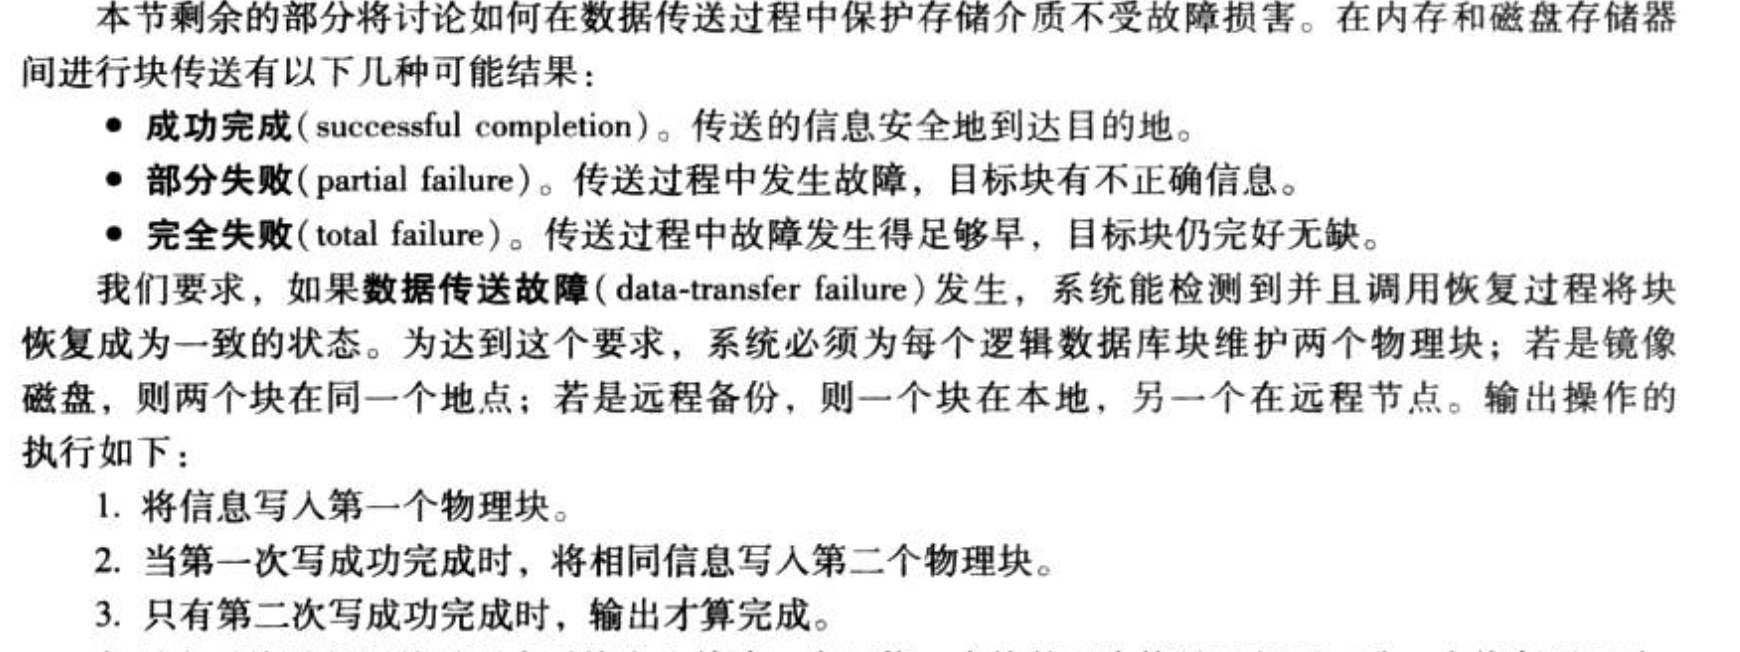 本节剩余的部分将讨论如何在数据传送过程中保护存储介质不受故障损害。在内存和磁盘存储器
间进行块传送有以下几种可能结果：
● 成功完成(successful completion)。传送的信息安全地到达目的地。
● 部分失败(partial failure)。传送过程中发生故障，目标块有不正确信息。
● 完全失败(total failure)。传送过程中故障发生得足够早，目标块仍完好无缺。
我们要求，如果数据传送故障(data-transfer failure)发生，系统能检测到并且调用恢复过程将块
恢复成为一致的状态。为达到这个要求，系统必须为每个逻辑数据库块维护两个物理块；若是镜像
磁盘，则两个块在同一个地点；若是远程备份，则一个块在本地，另一个在远程节点。输出操作的
执行如下：
1. 将信息写入第一个物理块。
2. 当第一次写成功完成时，将相同信息写入第二个物理块。
3. 只有第二次写成功完成时，输出才算完成。